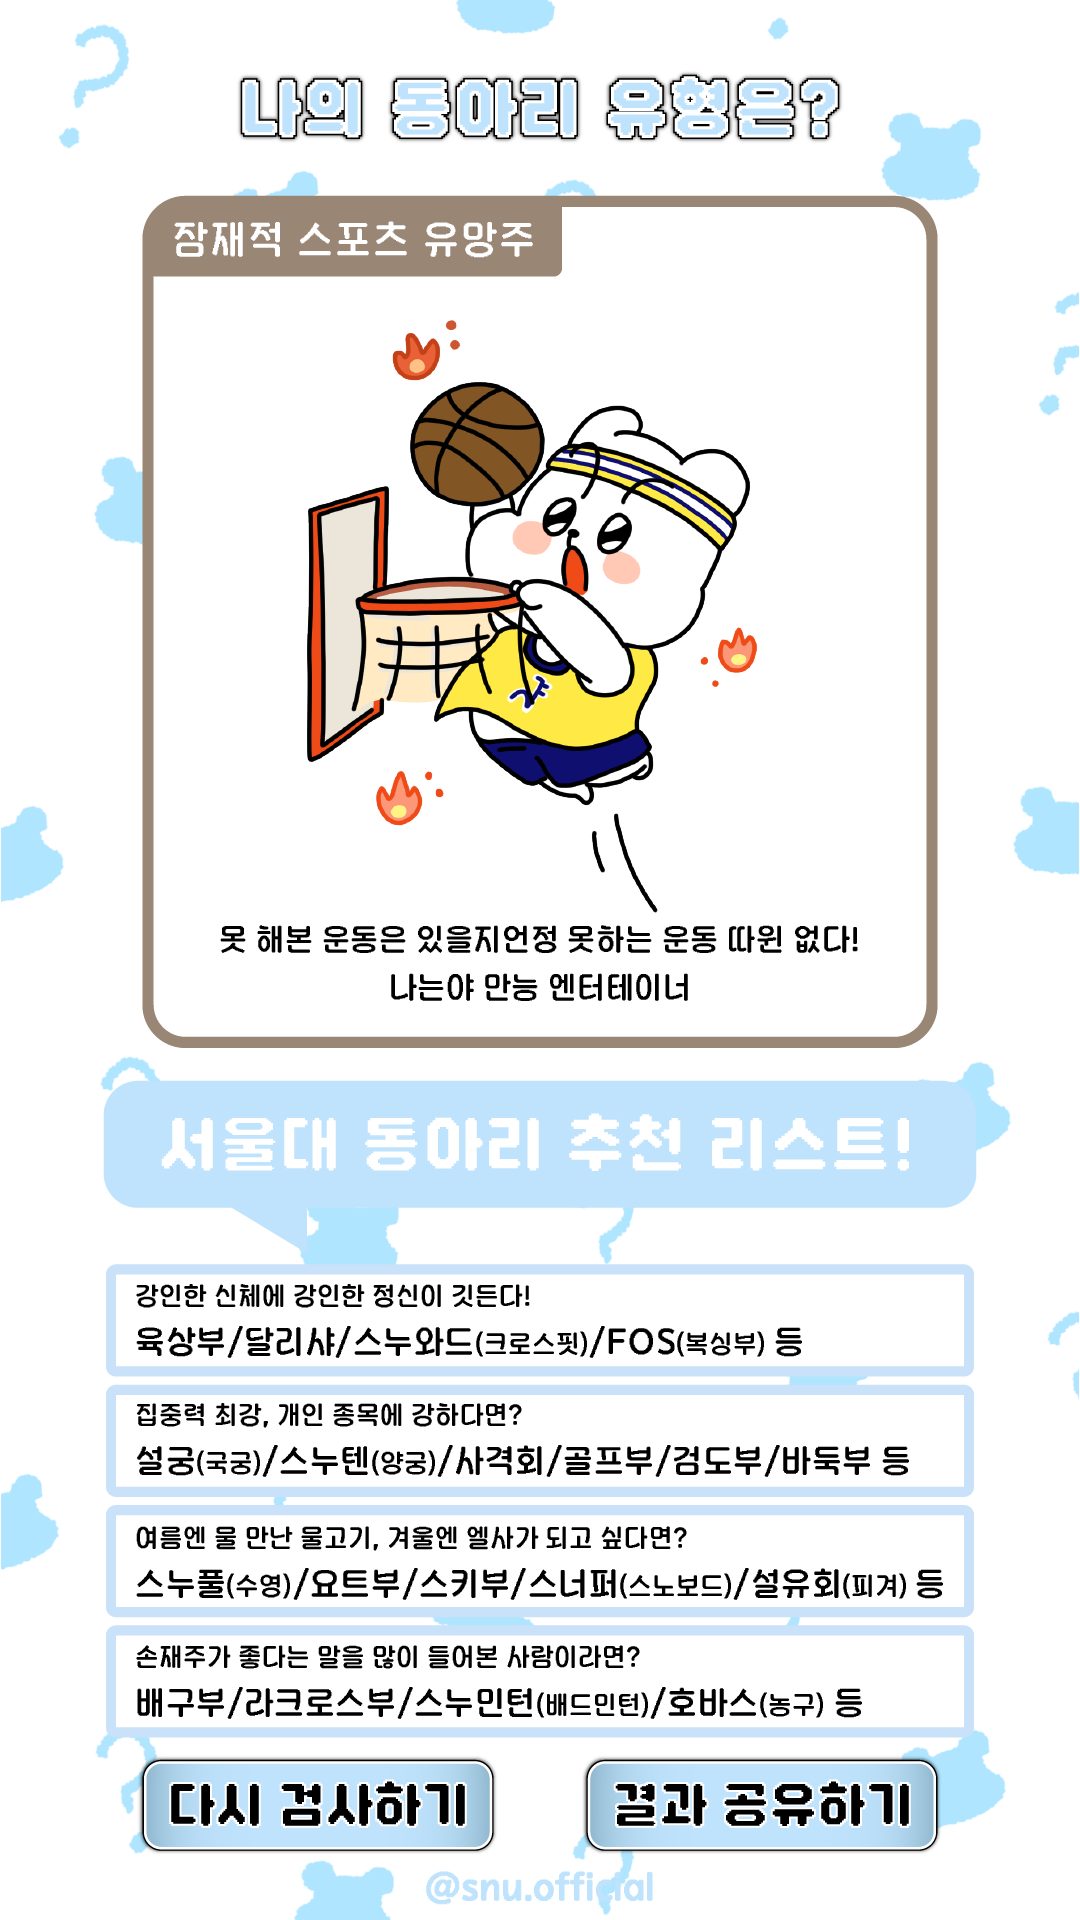 나의 동아리 유형은?
잠재적 스포츠 유망주
못 해본 운동은 있을지언정 못하는 운동 따윈 없다!
나는야 만능 엔터테이너
서울대 동아리 추천 리스트!
강인한 신체에 강인한 정신이 깃든다!
육상부/달리샤/스누와드(크로스핏)/FOS(복싱부) 등
집중력 최강, 개인 종목에 강하다면?
설궁(국궁)/스누텐(양궁)/사격회/골프부/검도부/바둑부 등
여름엔 물 만난 물고기, 겨울엔 엘사가 되고 싶다면?
스누풀(수영)/요트부/스키부/스너퍼(스노보드)/설유회(피겨) 등
손재주가 좋다는 말을 많이 들어본 사람이라면?
배구부/라크로스부/스누민턴(배드민턴)/호바스(농구) 등
다시 검사하기
결과 공유하기
@snu.official